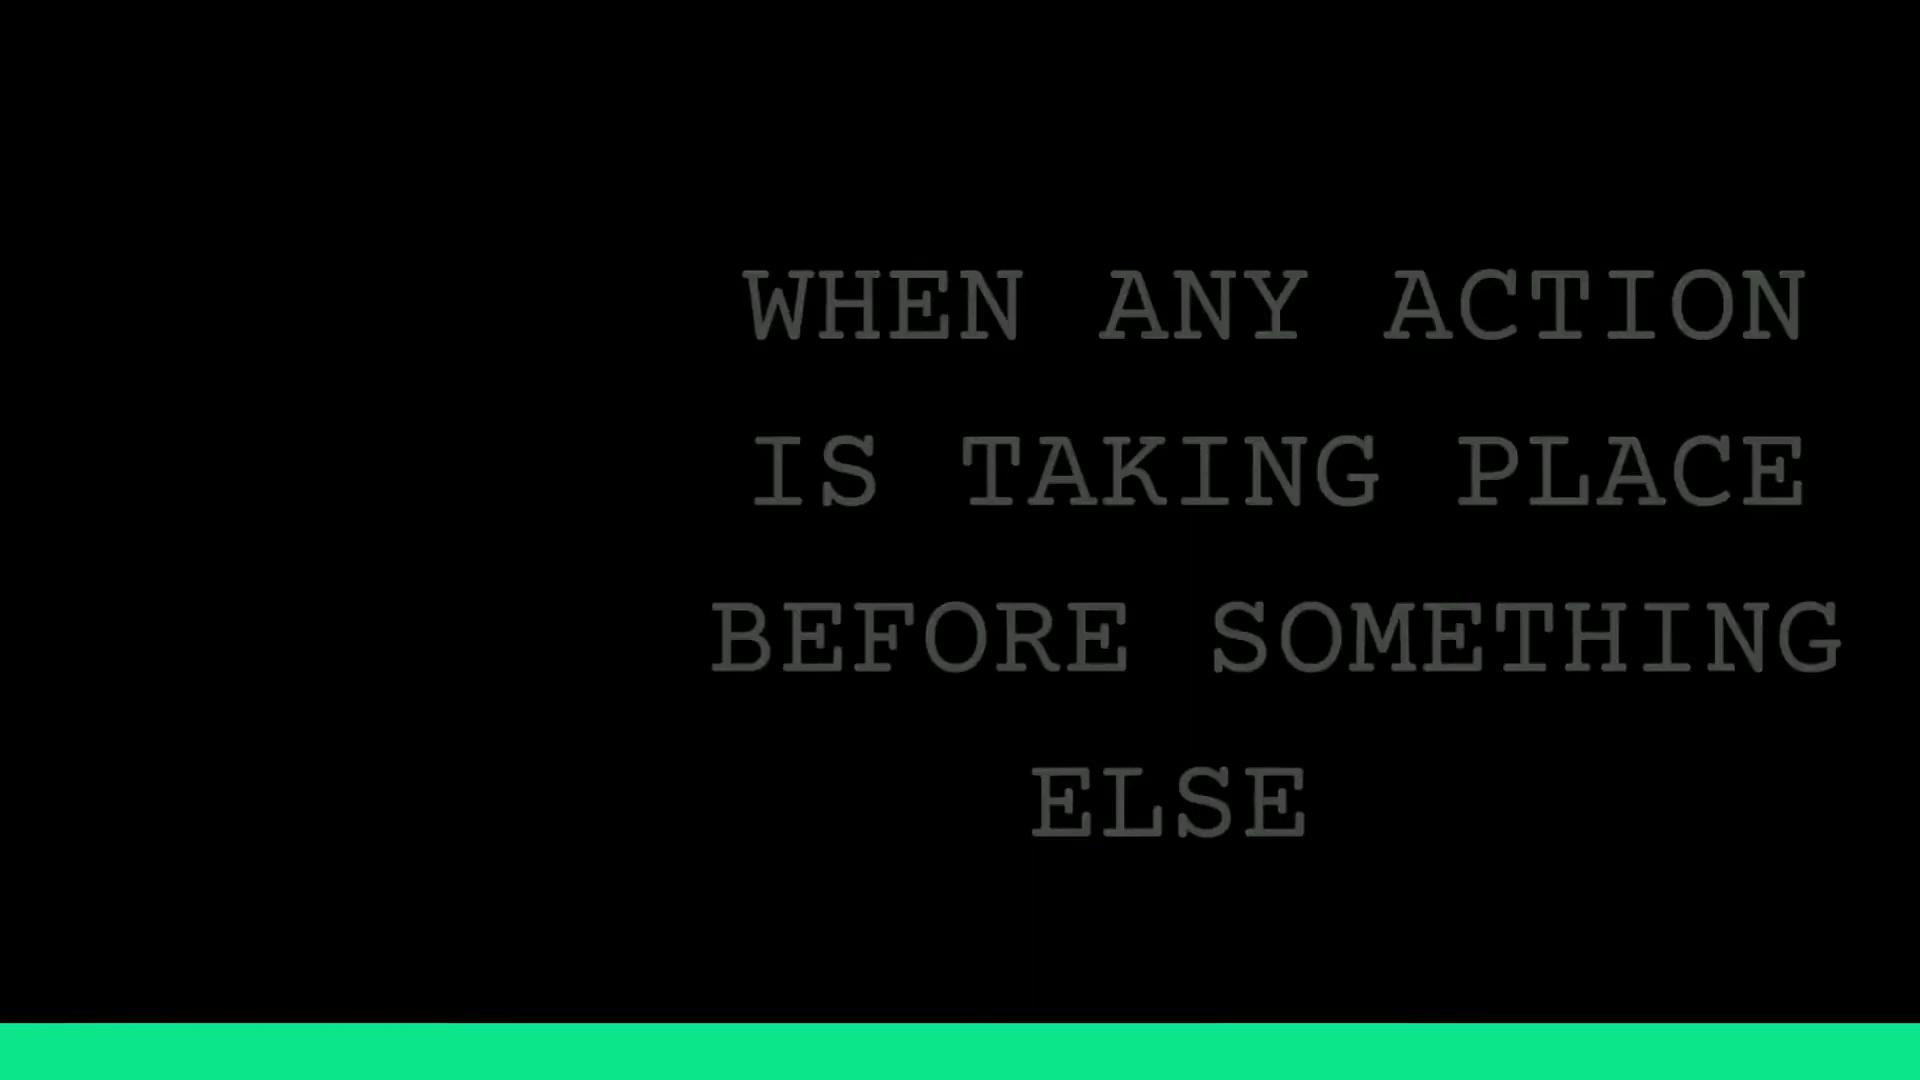 WHEN ANY ACTION
IS TAKING PLACE
BEFORE SOMETHING
ELSE